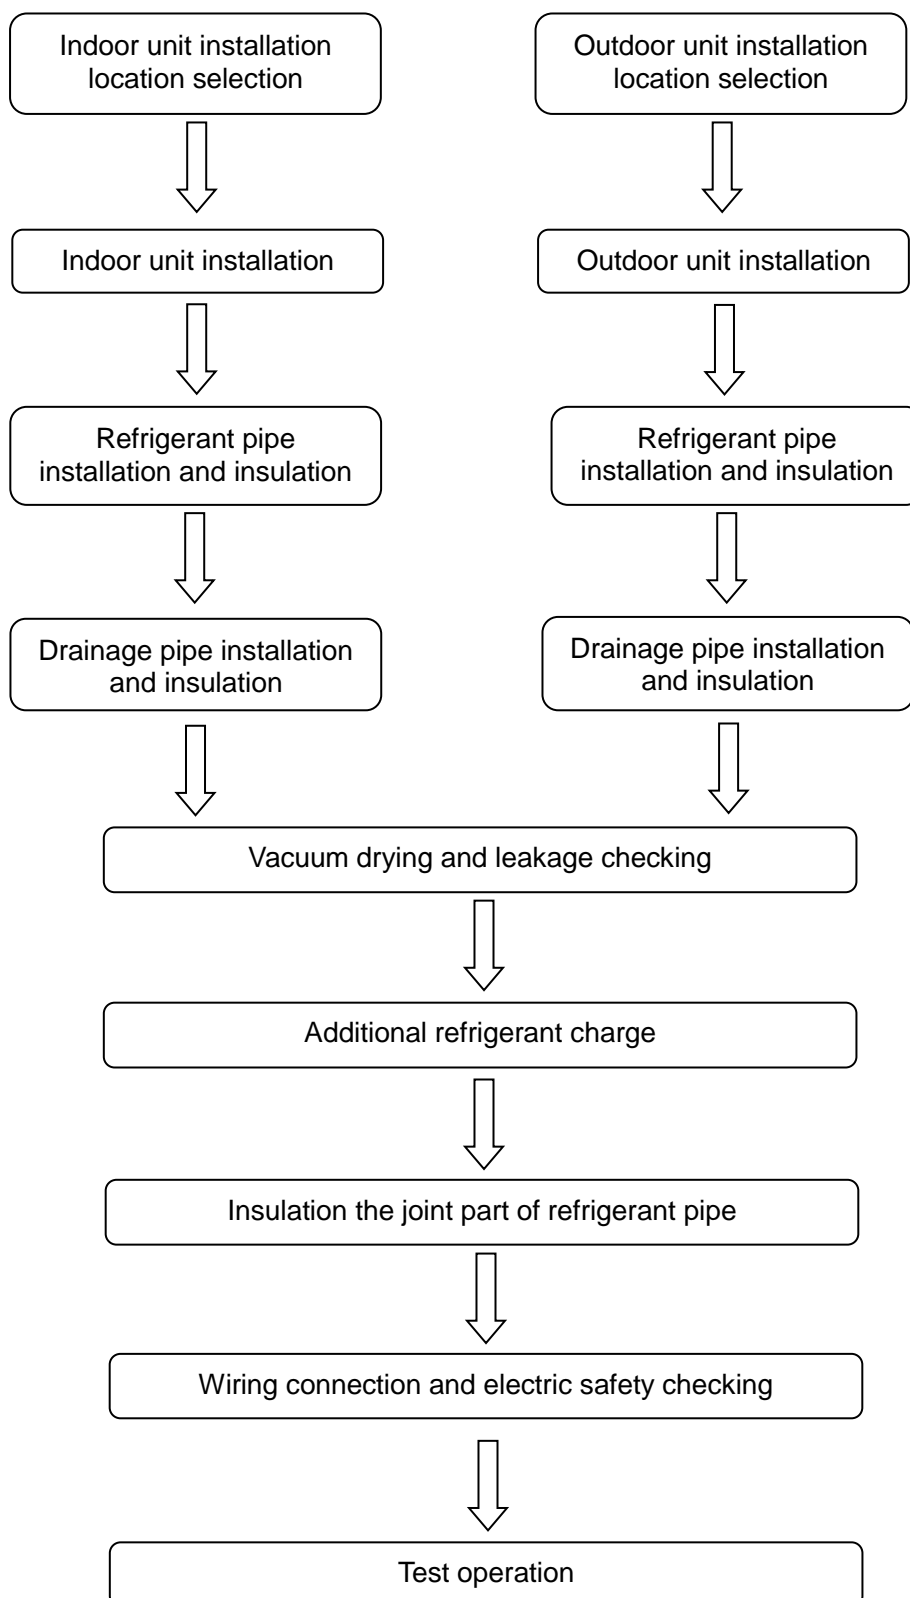 Indoor unit installation
location selection
Outdoor unit installation
location selection
Indoor unit installation
Outdoor unit installation
Refrigerant pipe
installation and insulation
Refrigerant pipe
installation and insulation
Drainage pipe installation
and insulation
Drainage pipe installation
and insulation
Vacuum drying and leakage checking
Additional refrigerant charge
Insulation the joint part of refrigerant pipe
Wiring connection and electric safety checking
Test operation